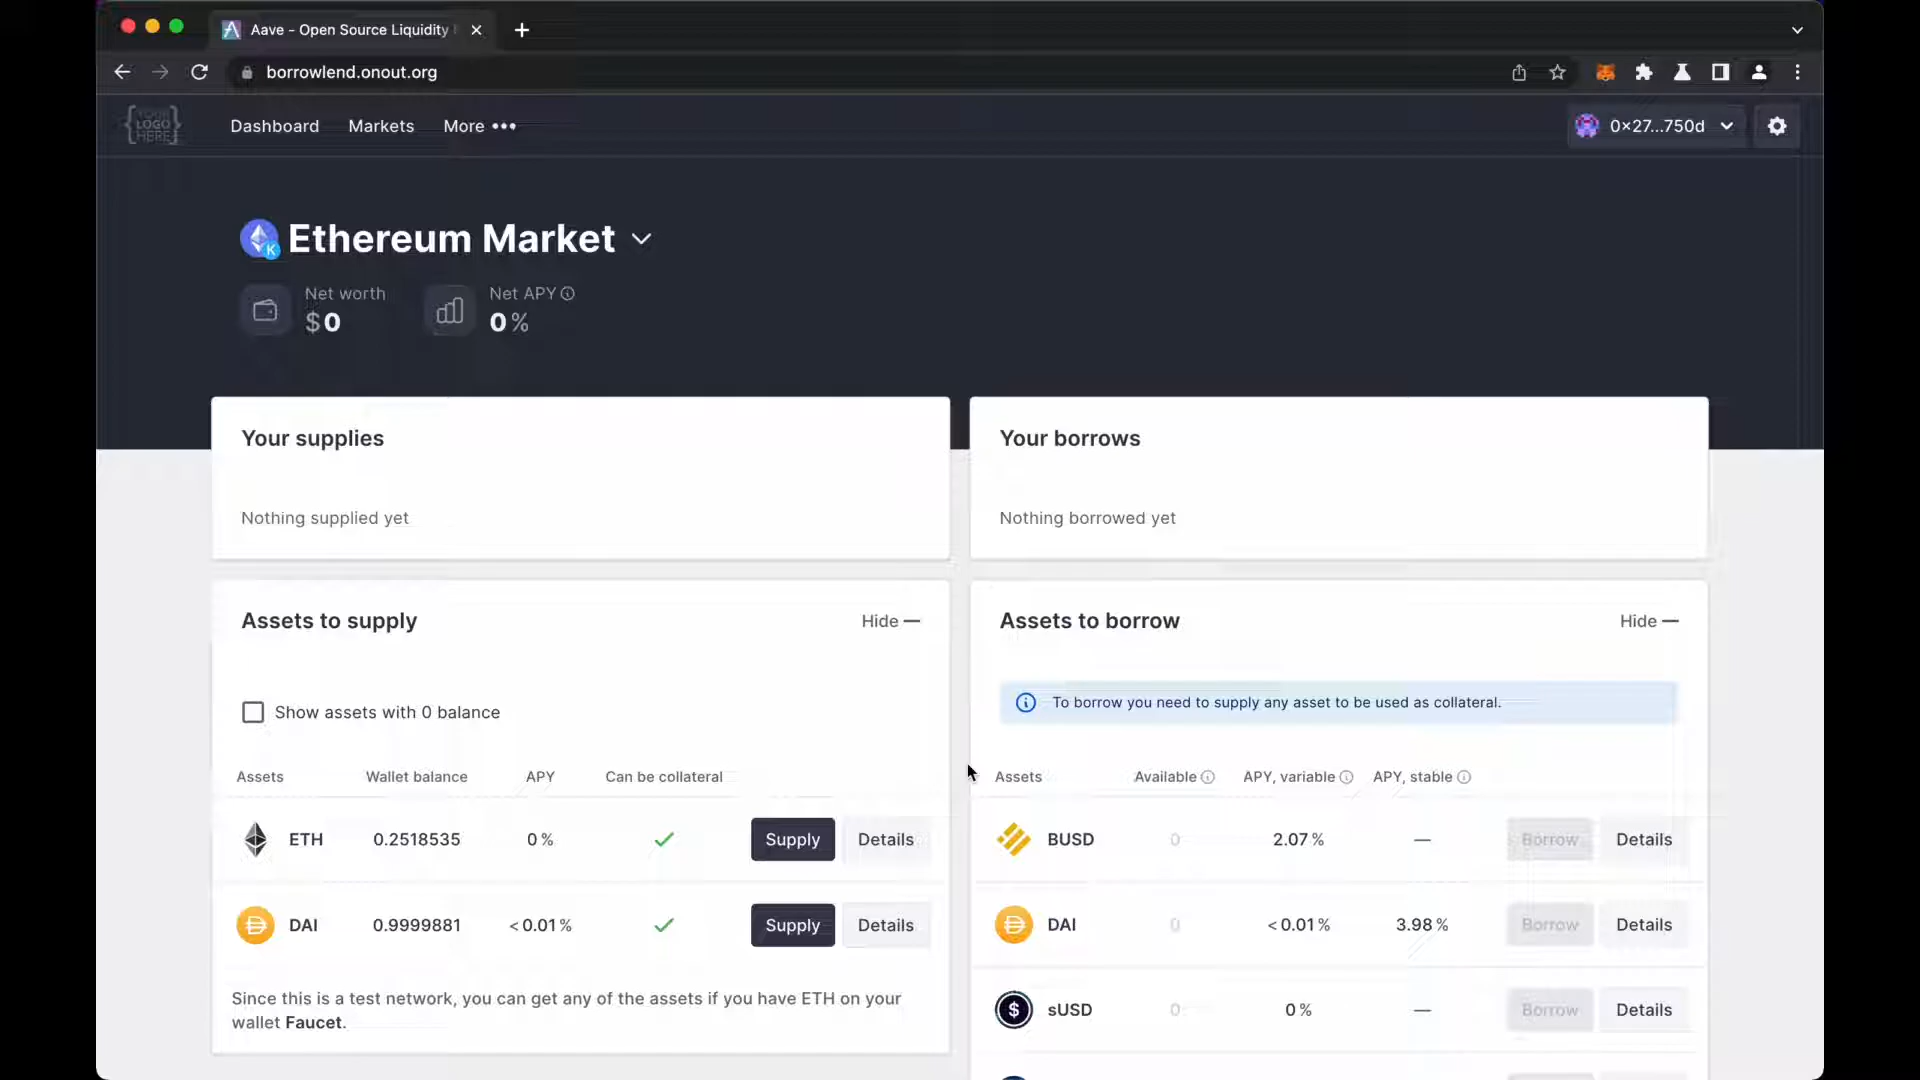 Aave - Open Source Liquidity
borrowlend.onout.org
YOUR
LOGO
HERE
Dashboard
Markets
More
0×27...750d
Ethereum Market
K
Net worth
$0
Net APY
0 %
Your supplies
Nothing supplied yet
Your borrows
Nothing borrowed yet
Assets to supply
Hide —
Show assets with 0 balance
Assets Wallet balance APY Can be collateral
ETH 0.2518535 0 % Supply Details
DAI 0.9999881 <0.01 % Supply Details
Since this is a test network, you can get any of the assets if you have ETH on your
wallet Faucet.
Assets to borrow
Hide —
To borrow you need to supply any asset to be used as collateral.
Assets Available APY, variable APY, stable
BUSD 0 2.07 % — Borrow Details
DAI 0 <0.01 % 3.98 % Borrow Details
sUSD 0 0 % — Borrow Details